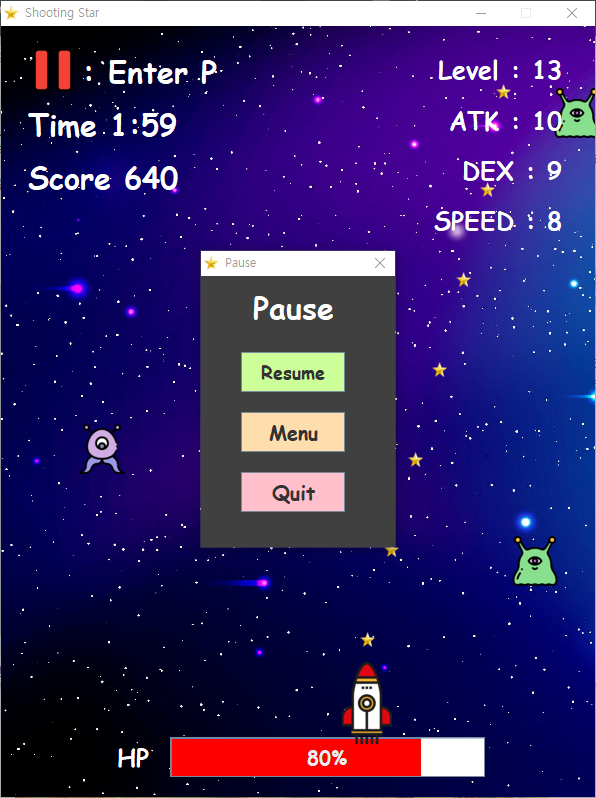 Shooting Star
: Enter P
Time 1:59
Score 640
Level : 13
ATK : 10
DEX : 9
SPEED : 8
Pause
Pause
Resume
Menu
Quit
HP
80%